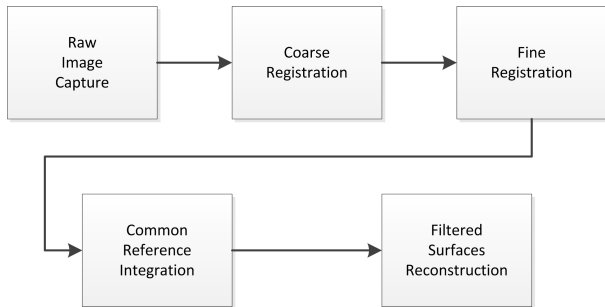 Raw
Image
Capture
Coarse
Registration
Fine
Registration
Common
Reference
Integration
Filtered
Surfaces
Reconstruction